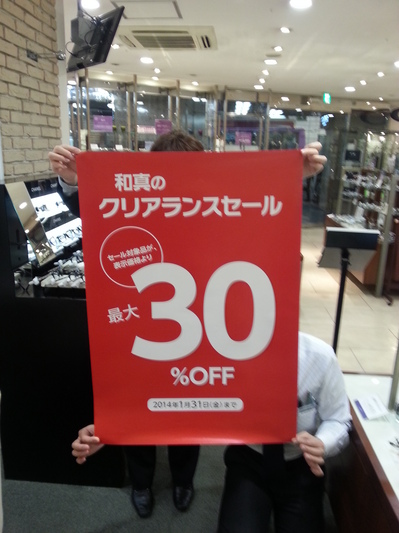 和真の
クリアランスセール
セール対象品が、
表示価格より
最大
30
%OFF
2014年1月31日(金)まで